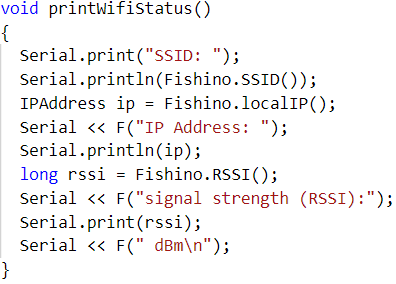 void printWifiStatus()
{
  Serial.print("SSID: ");
  Serial.println(Fishino.SSID());
  IPAddress ip = Fishino.localIP();
  Serial << F("IP Address: ");
  Serial.println(ip);
  long rssi = Fishino.RSSI();
  Serial << F("signal strength (RSSI):");
  Serial.print(rssi);
  Serial << F(" dBm\n");
}